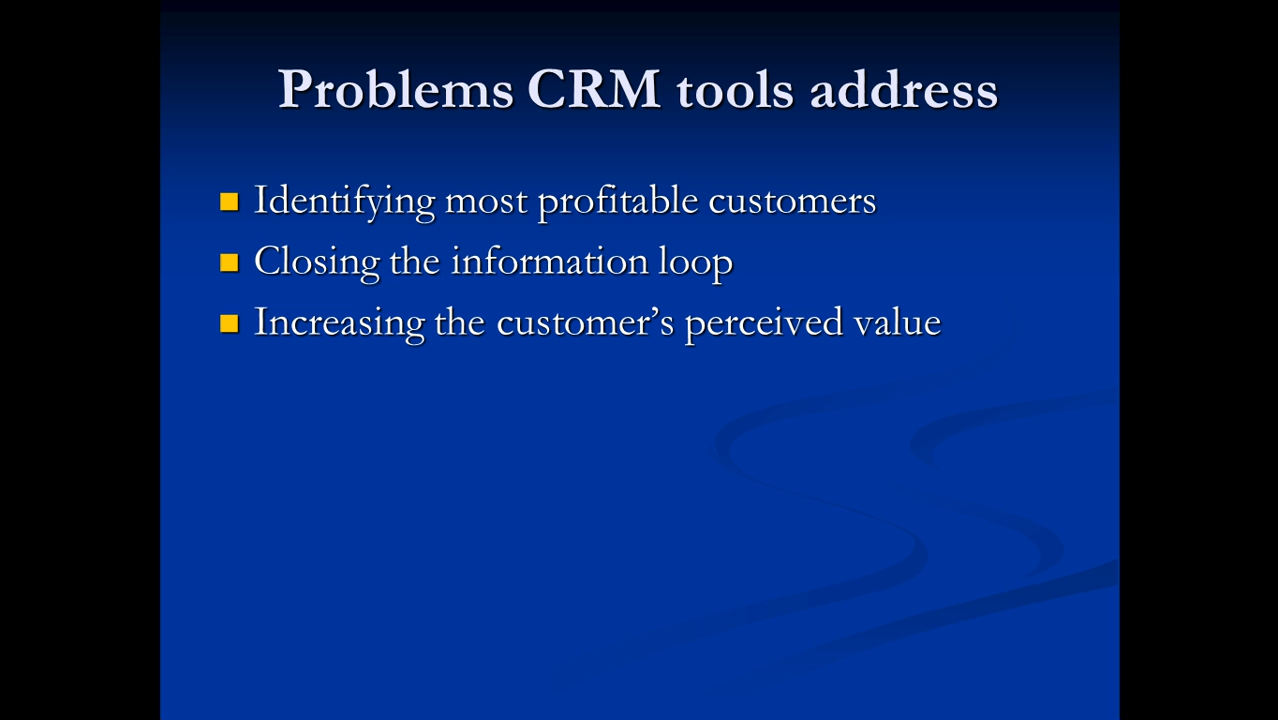 Problems CRM tools address
Identifying most profitable customers
Closing the information loop
Increasing the customer’s perceived value